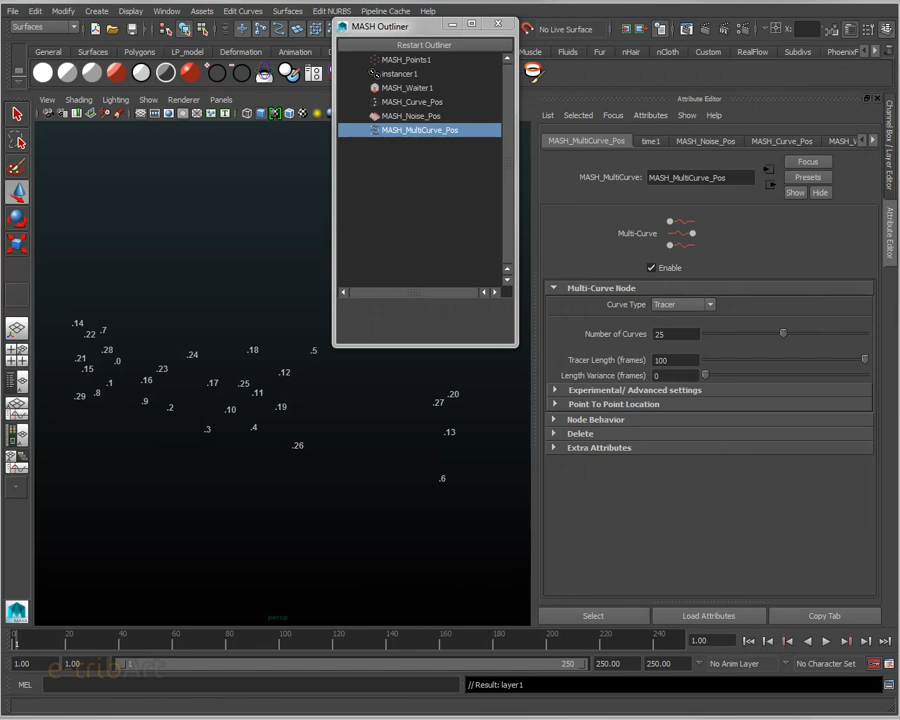 File Edit Modify Create Display Window Assets Edit Curves Surfaces Edit NURBS Pipeline Cache Help
MASH Outliner
Surfaces
No Live Surface
Restart Outliner
General Surfaces Polygons LP_model Deformation Animation Muscle Fluids Fur nHair nCloth Custom RealFlow Subdivs PhoenixF
MASH_Points1
instancer1
MASH_Waiter1
MASH_Curve_Pos
MASH_Noise_Pos
MASH_MultiCurve_Pos
View Shading Lighting Show Renderer Panels
Attribute Editor
List Selected Focus Attributes Show Help
MASH_MultiCurve_Pos time1 MASH_Noise_Pos MASH_Curve_Pos MASH_W
MASH_MultiCurve: MASH_MultiCurve_Pos
Focus
Presets
Show Hide
Multi-Curve
Enable
Multi-Curve Node
Curve Type Tracer
Number of Curves 25
Tracer Length (frames) 100
Length Variance (frames) 0
Experimental/ Advanced settings
Point To Point Location
Node Behavior
Delete
Extra Attributes
Channel Box / Layer Editor
Attribute Editor
.14
.22 .7
.28 .24 .18 .5
.21 .0
.15 .23 .12
.1 .16 .17 .25
.29 .8 .11 .20
.9 .2 .10 .19 .27
.3 .4 .13
.26
.6
persp
Select Load Attributes Copy Tab
0 20 40 60 80 100 120 140 160 180 200 220 240 1.00
1
1.00 1.00 1 250 250.00 250.00 No Anim Layer No Character Set
e-tribArt
MEL // Result: layer1